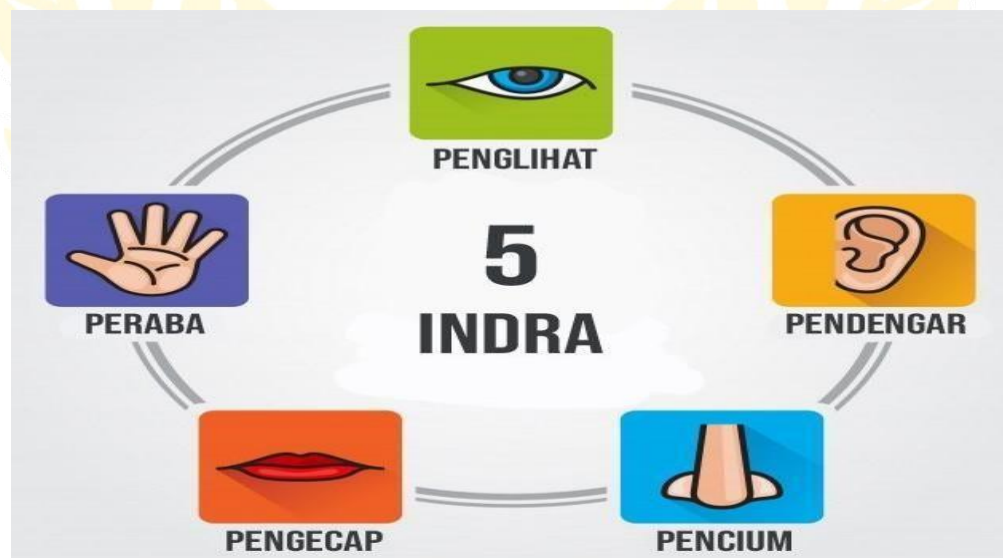 PENGLIHAT
PERABA
5
INDRA
PENDENGAR
PENGECAP
PENCIUM